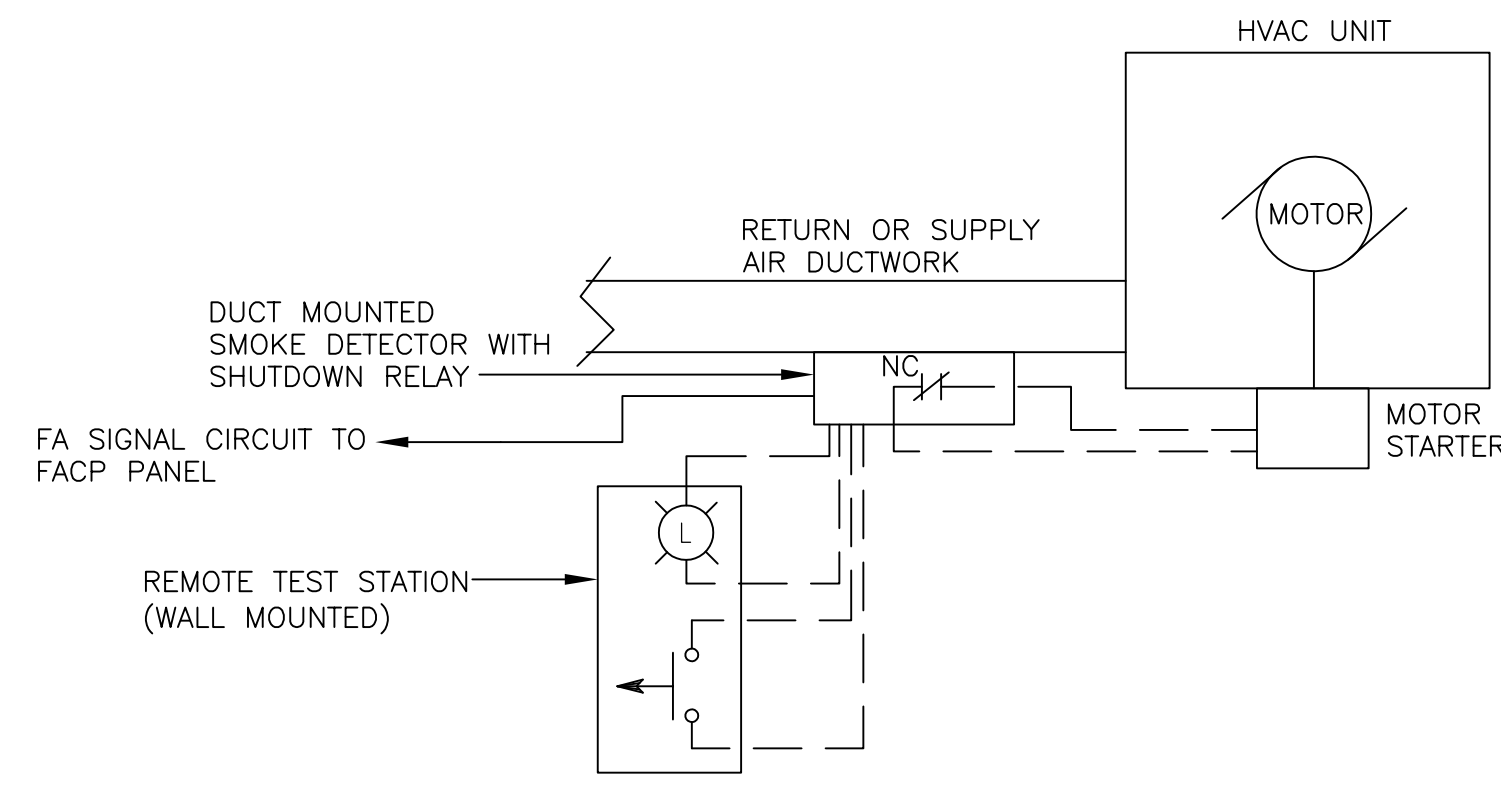 HVAC UNIT
MOTOR
RETURN OR SUPPLY
AIR DUCTWORK
DUCT MOUNTED
SMOKE DETECTOR WITH
SHUTDOWN RELAY
NC
FA SIGNAL CIRCUIT TO
FACP PANEL
MOTOR
STARTER
L
REMOTE TEST STATION
(WALL MOUNTED)